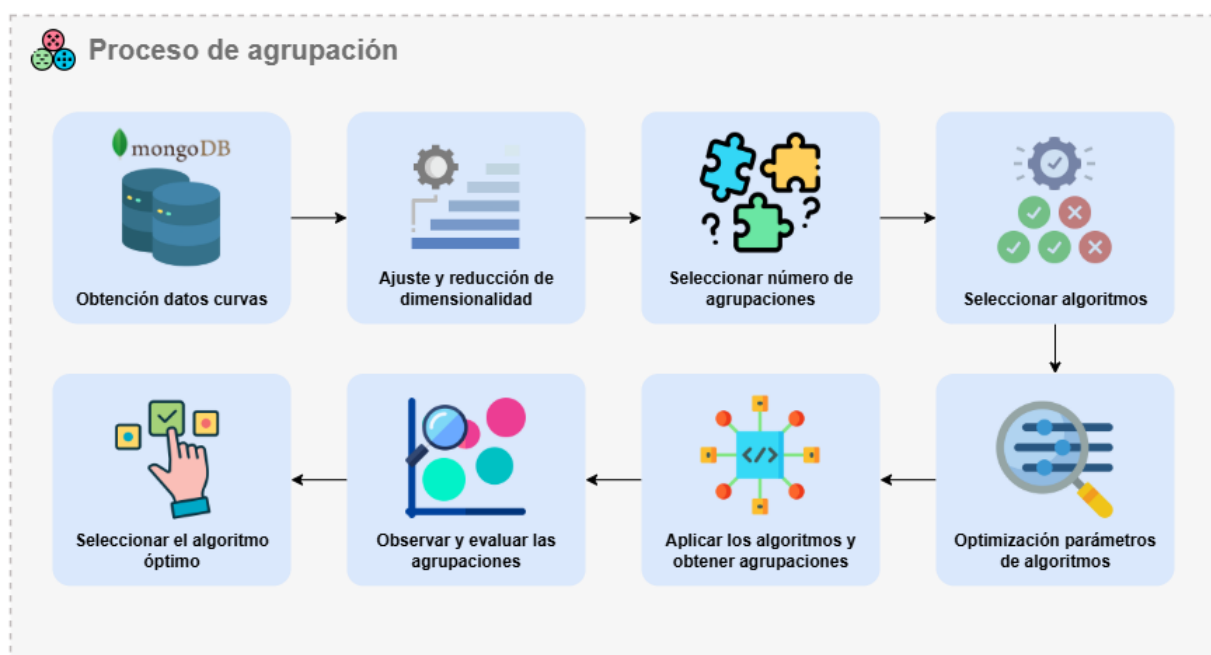 Proceso de agrupación
mongoDB
Obtención datos curvas
Ajuste y reducción de
dimensionalidad
? ?
Seleccionar número de
agrupaciones
Seleccionar algoritmos
Seleccionar el algoritmo
óptimo
Observar y evaluar las
agrupaciones
</>
Aplicar los algoritmos y
obtener agrupaciones
Optimización parámetros
de algoritmos